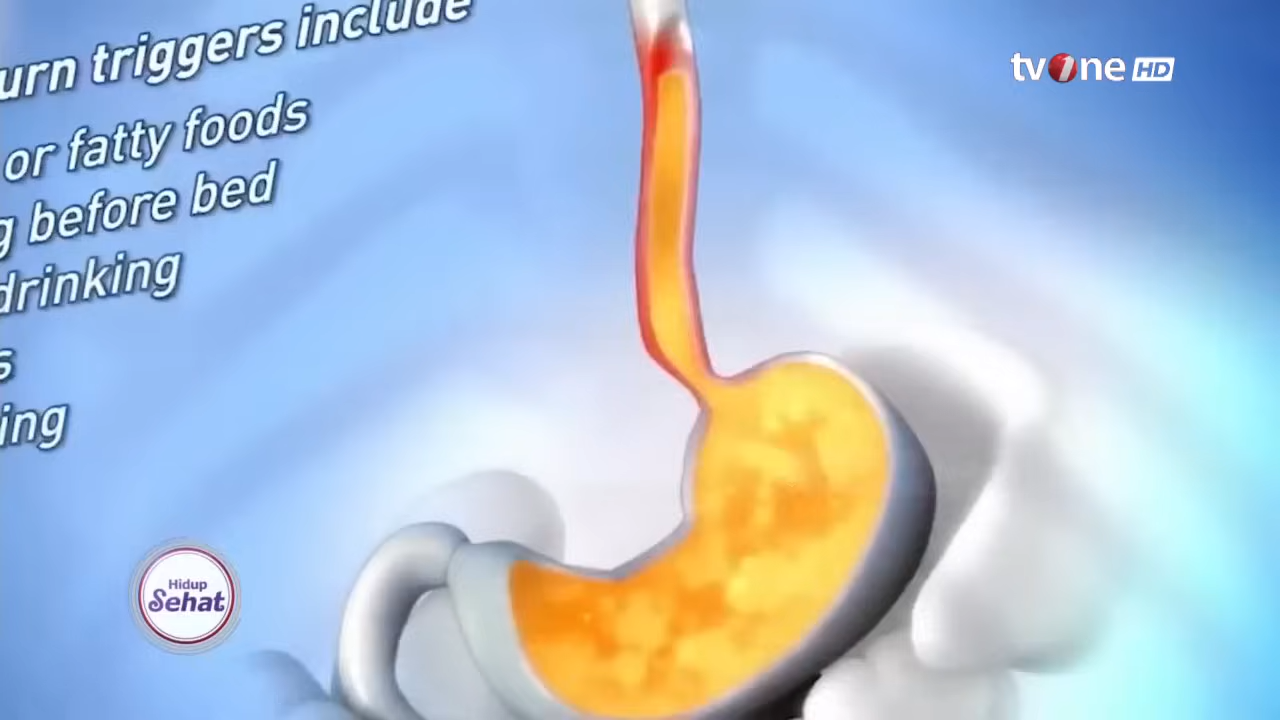 urn triggers include
or fatty foods
g before bed
drinking
s
ing
tvOne HD
Hidup
Sehat